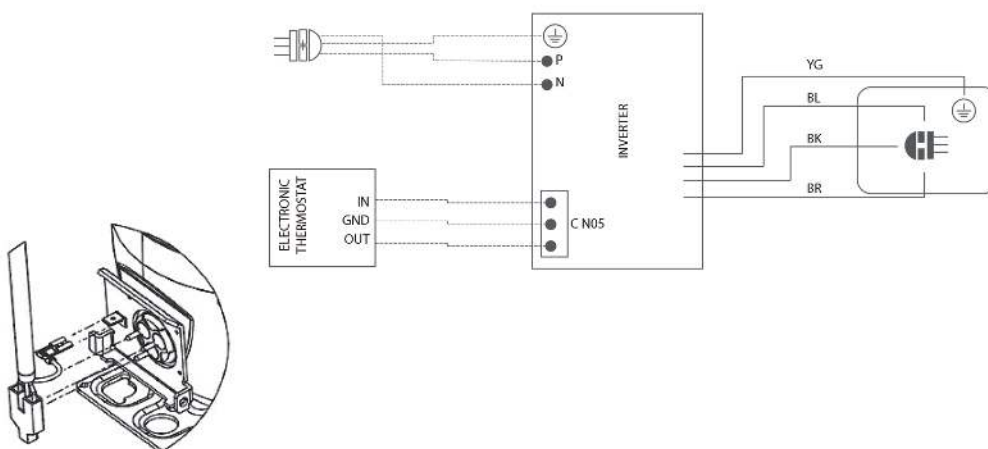 P
N
INVERTER
YG
BL
BK
BR
ELECTRONIC
THERMOSTAT
IN
GND
OUT
C N05